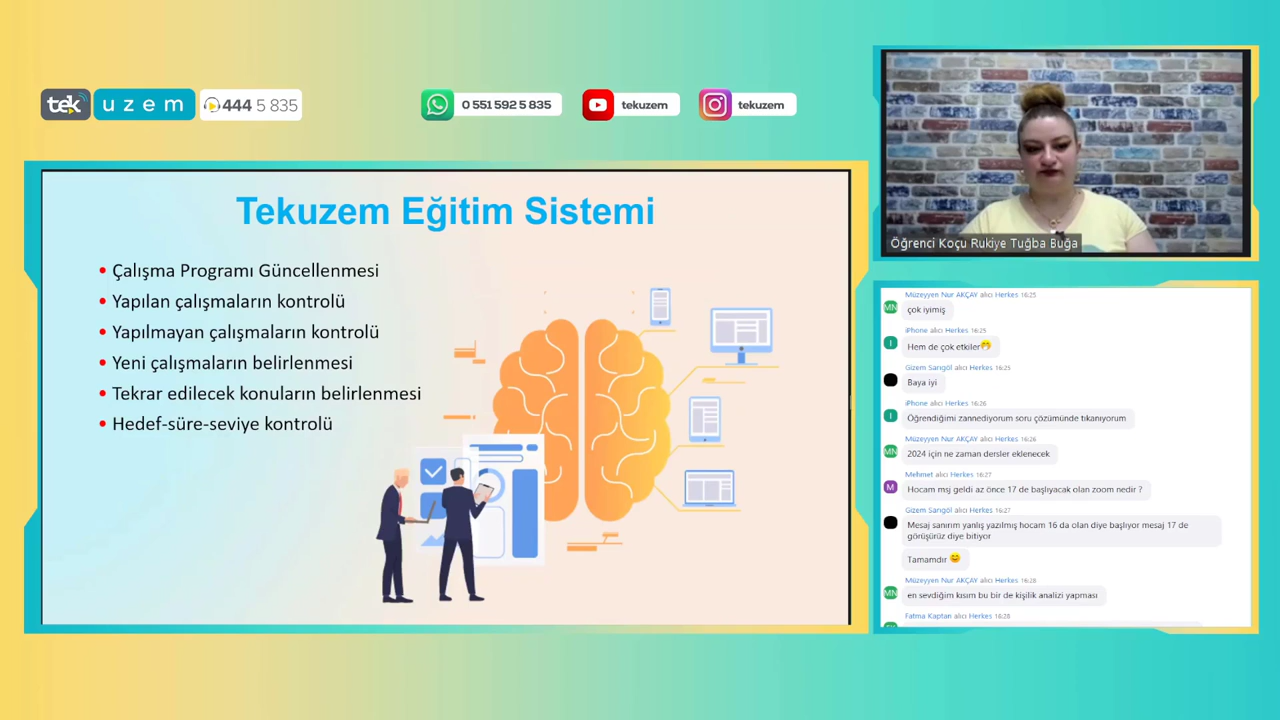 tek uzem 444 5 835
0 551 592 5 835
tekuzem
tekuzem
Tekuzem Eğitim Sistemi
• Çalışma Programı Güncellenmesi
• Yapılan çalışmaların kontrolü
• Yapılmayan çalışmaların kontrolü
• Yeni çalışmaların belirlenmesi
• Tekrar edilecek konuların belirlenmesi
• Hedef-süre-seviye kontrolü
Öğrenci Koçu Rukiye Tuğba Buğa
Müzeyyen Nur AKÇAY alıcı Herkes 16:25
MN çok iyimiş
iPhone alıcı Herkes 16:25
I Hem de çok etkiler🤭
Gizem Sarıgöl alıcı Herkes 16:25
Baya iyi
iPhone alıcı Herkes 16:26
I Öğrendiğimi zannediyorum soru çözümünde tıkanıyorum
Müzeyyen Nur AKÇAY alıcı Herkes 16:26
MN 2024 için ne zaman dersler eklenecek
Mehmet alıcı Herkes 16:27
M Hocam msj geldi az önce 17 de başlıyacak olan zoom nedir ?
Gizem Sarıgöl alıcı Herkes 16:27
Mesaj sanırım yanlış yazılmış hocam 16 da olan diye başlıyor mesaj 17 de
görüşürüz diye bitiyor
Tamamdır 😊
Müzeyyen Nur AKÇAY alıcı Herkes 16:28
MN en sevdiğim kısım bu bir de kişilik analizi yapması
Fatma Kaptan alıcı Herkes 16:28